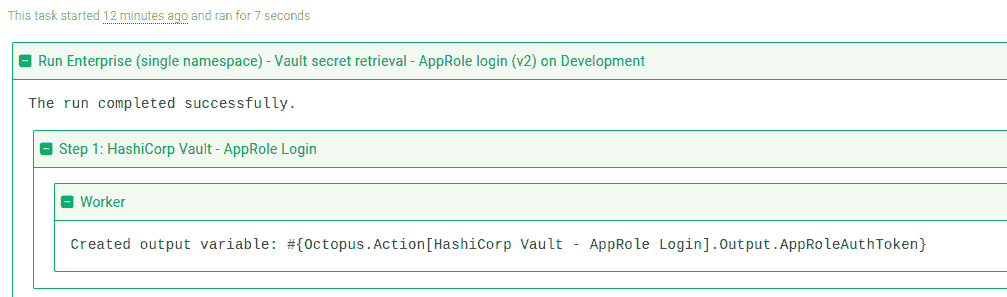 This task started 12 minutes ago and ran for 7 seconds
Run Enterprise (single namespace) - Vault secret retrieval - AppRole login (v2) on Development
The run completed successfully.
Step 1: HashiCorp Vault - AppRole Login
Worker
Created output variable: #{Octopus.Action[HashiCorp Vault - AppRole Login].Output.AppRoleAuthToken}